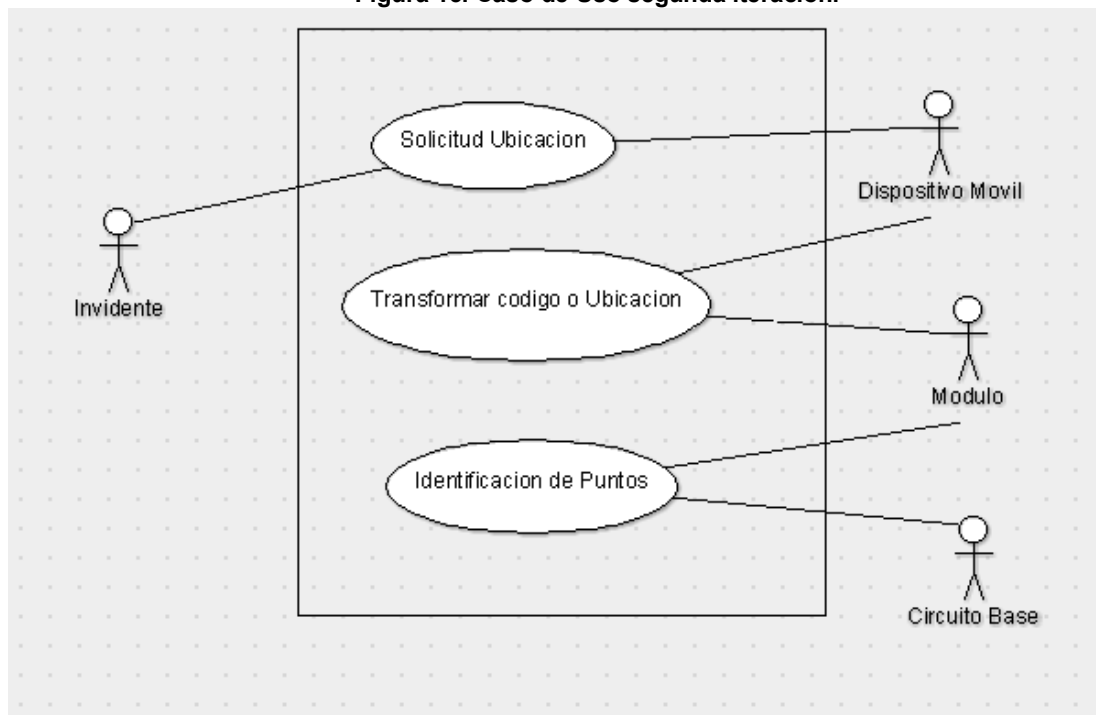 Solicitud Ubicacion
Dispositivo Movil
Invidente
Transformar codigo o Ubicacion
Modulo
Identificacion de Puntos
Circuito Base